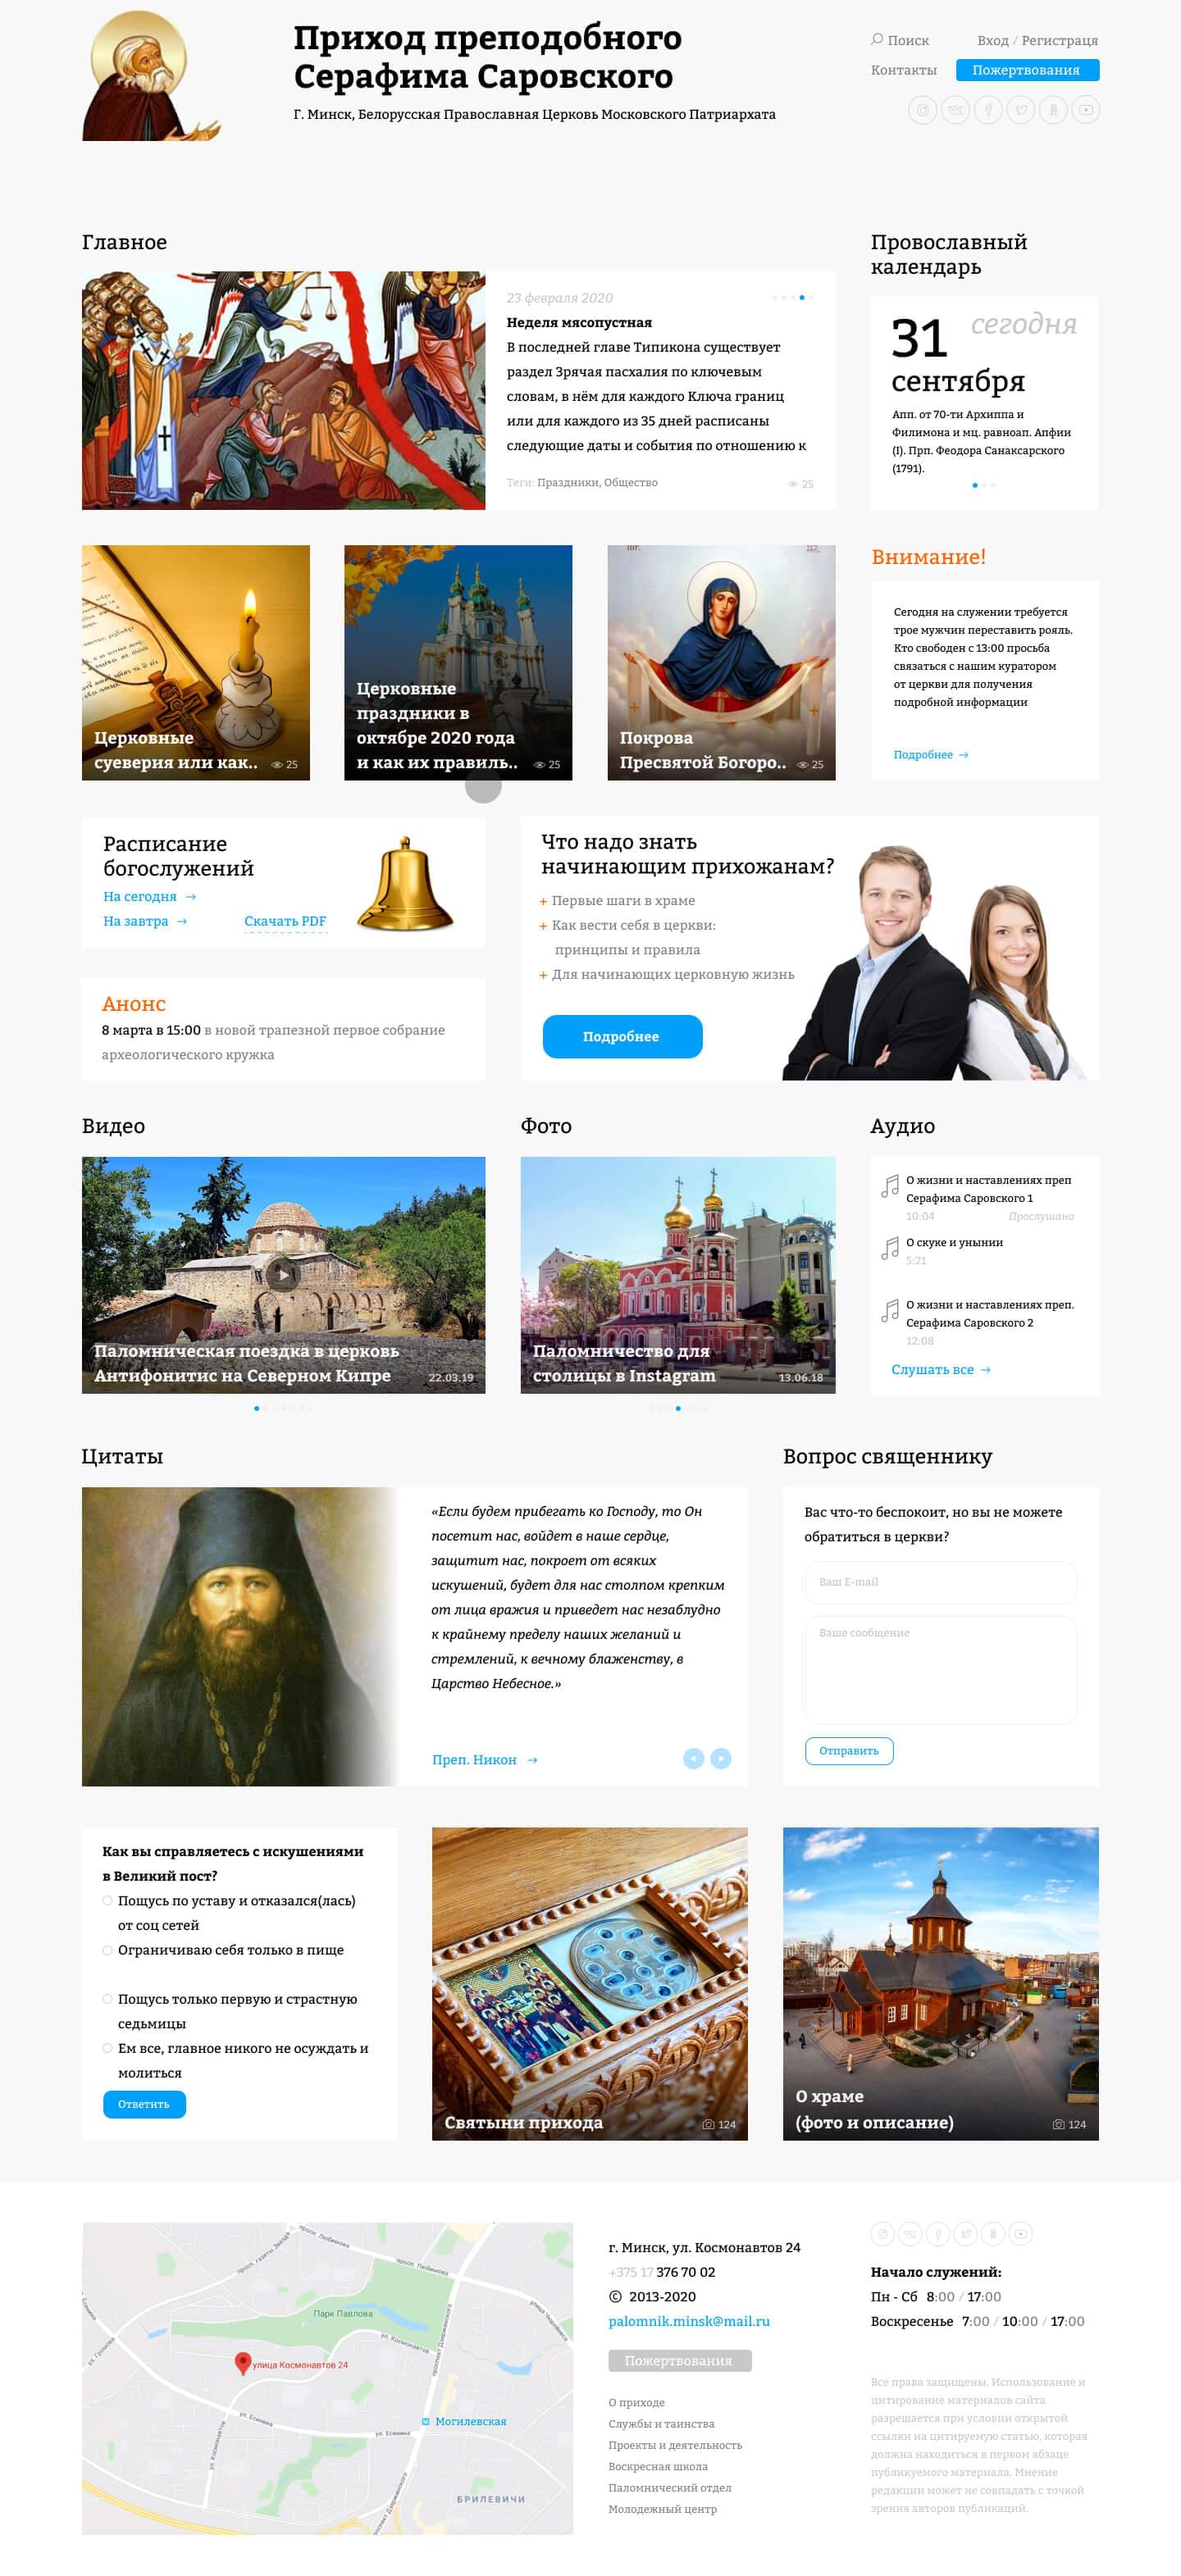 Приход преподобного
Серафима Саровского
Г. Минск, Белорусская Православная Церковь Московского Патриархата
Поиск
Вход / Регистраця
Контакты
Пожертвования
Главное
23 февраля 2020
Неделя мясопустная
В последней главе Типикона существует
раздел Зрячая пасхалия по ключевым
словам, в нём для каждого Ключа границ
или для каждого из 35 дней расписаны
следующие даты и события по отношению к
Теги: Праздники, Общество
25
Провославный
календарь
31
сегодня
сентября
Апп. от 70-ти Архиппа и
Филимона и мц. равноап. Апфии
(I). Прп. Феодора Санаксарского
(1791).
Церковные
суеверия или как..
25
Церковные
праздники в
октябре 2020 года
и как их правиль..
25
Покрова
Пресвятой Богоро..
25
Внимание!
Сегодня на служении требуется
трое мужчин переставить рояль.
Кто свободен с 13:00 просьба
связаться с нашим куратором
от церкви для получения
подробной информации
Подробнее →
Расписание
богослужений
На сегодня →
На завтра →
Скачать PDF
Анонс
8 марта в 15:00 в новой трапезной первое собрание
археологического кружка
Что надо знать
начинающим прихожанам?
+ Первые шаги в храме
+ Как вести себя в церкви:
принципы и правила
+ Для начинающих церковную жизнь
Подробнее
Видео
Паломническая поездка в церковь
Антифонитис на Северном Кипре
22.03.19
Фото
Паломничество для
столицы в Instagram
13.06.18
Аудио
О жизни и наставлениях преп
Серафима Саровского 1
10:04
Прослушано
О скуке и унынии
5:21
О жизни и наставлениях преп.
Серафима Саровского 2
12:08
Слушать все →
Цитаты
«Если будем прибегать ко Господу, то Он
посетит нас, войдет в наше сердце,
защитит нас, покроет от всяких
искушений, будет для нас столпом крепким
от лица вражия и приведет нас незаблудно
к крайнему пределу наших желаний и
стремлений, к вечному блаженству, в
Царство Небесное.»
Преп. Никон →
Вопрос священнику
Вас что-то беспокоит, но вы не можете
обратиться в церкви?
Ваш E-mail
Ваше сообщение
Отправить
Как вы справляетесь с искушениями
в Великий пост?
Пощусь по уставу и отказался(лась)
от соц сетей
Ограничиваю себя только в пище
Пощусь только первую и страстную
седьмицы
Ем все, главное никого не осуждать и
молиться
Ответить
Святыни прихода
124
О храме
(фото и описание)
124
просп. газеты Звезда
просп. Любимова
просп. Любимова
Парк Павлова
ул. Космонавтов
просп. Дзержинского
улица Космонавтов 24
ул. Есенина
ул. Есенина
ул. Космонавтов
Могилевская
БРИЛЕВИЧИ
г. Минск, ул. Космонавтов 24
+375 17 376 70 02
© 2013-2020
palomnik.minsk@mail.ru
Пожертвования
О приходе
Службы и таинства
Проекты и деятельность
Воскресная школа
Паломнический отдел
Молодежный центр
Начало служений:
Пн - Сб 8:00 / 17:00
Воскресенье 7:00 / 10:00 / 17:00
Все права защищены. Использование и
цитирование материалов сайта
разрешается при условии открытой
ссылки на цитируемую статью, которая
должна находиться в первом абзаце
публикуемого материала. Мнение
редакции может не совпадать с точкой
зрения авторов публикаций.